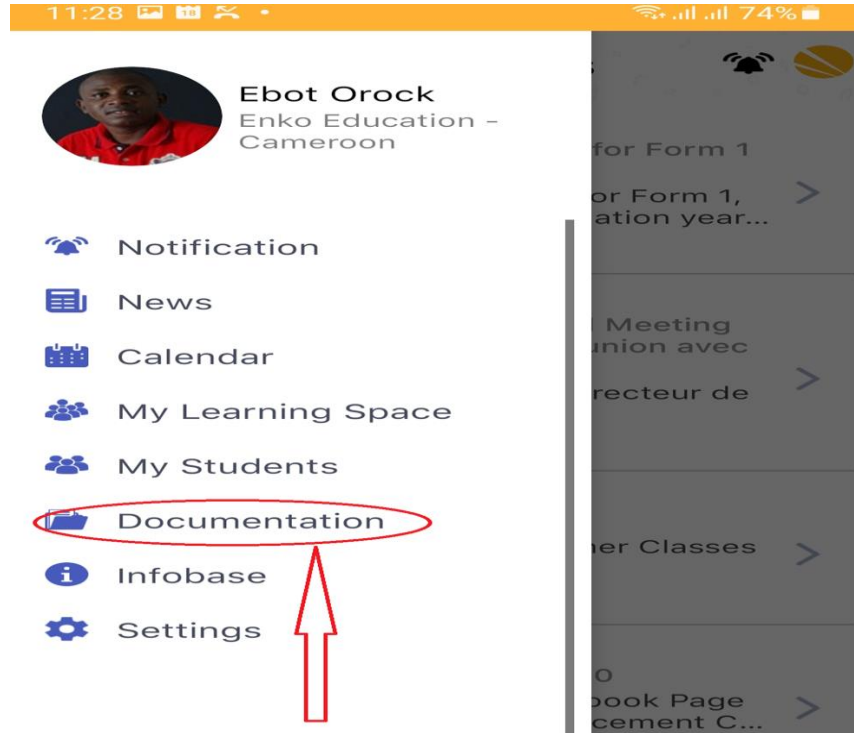 11:28
74%
Ebot Orock
Enko Education -
Cameroon
for Form 1
or Form 1,
ation year...
Notification
News
Calendar
My Learning Space
My Students
Documentation
Infobase
Settings
Meeting
union avec
recteur de
her Classes
book Page
cement C...